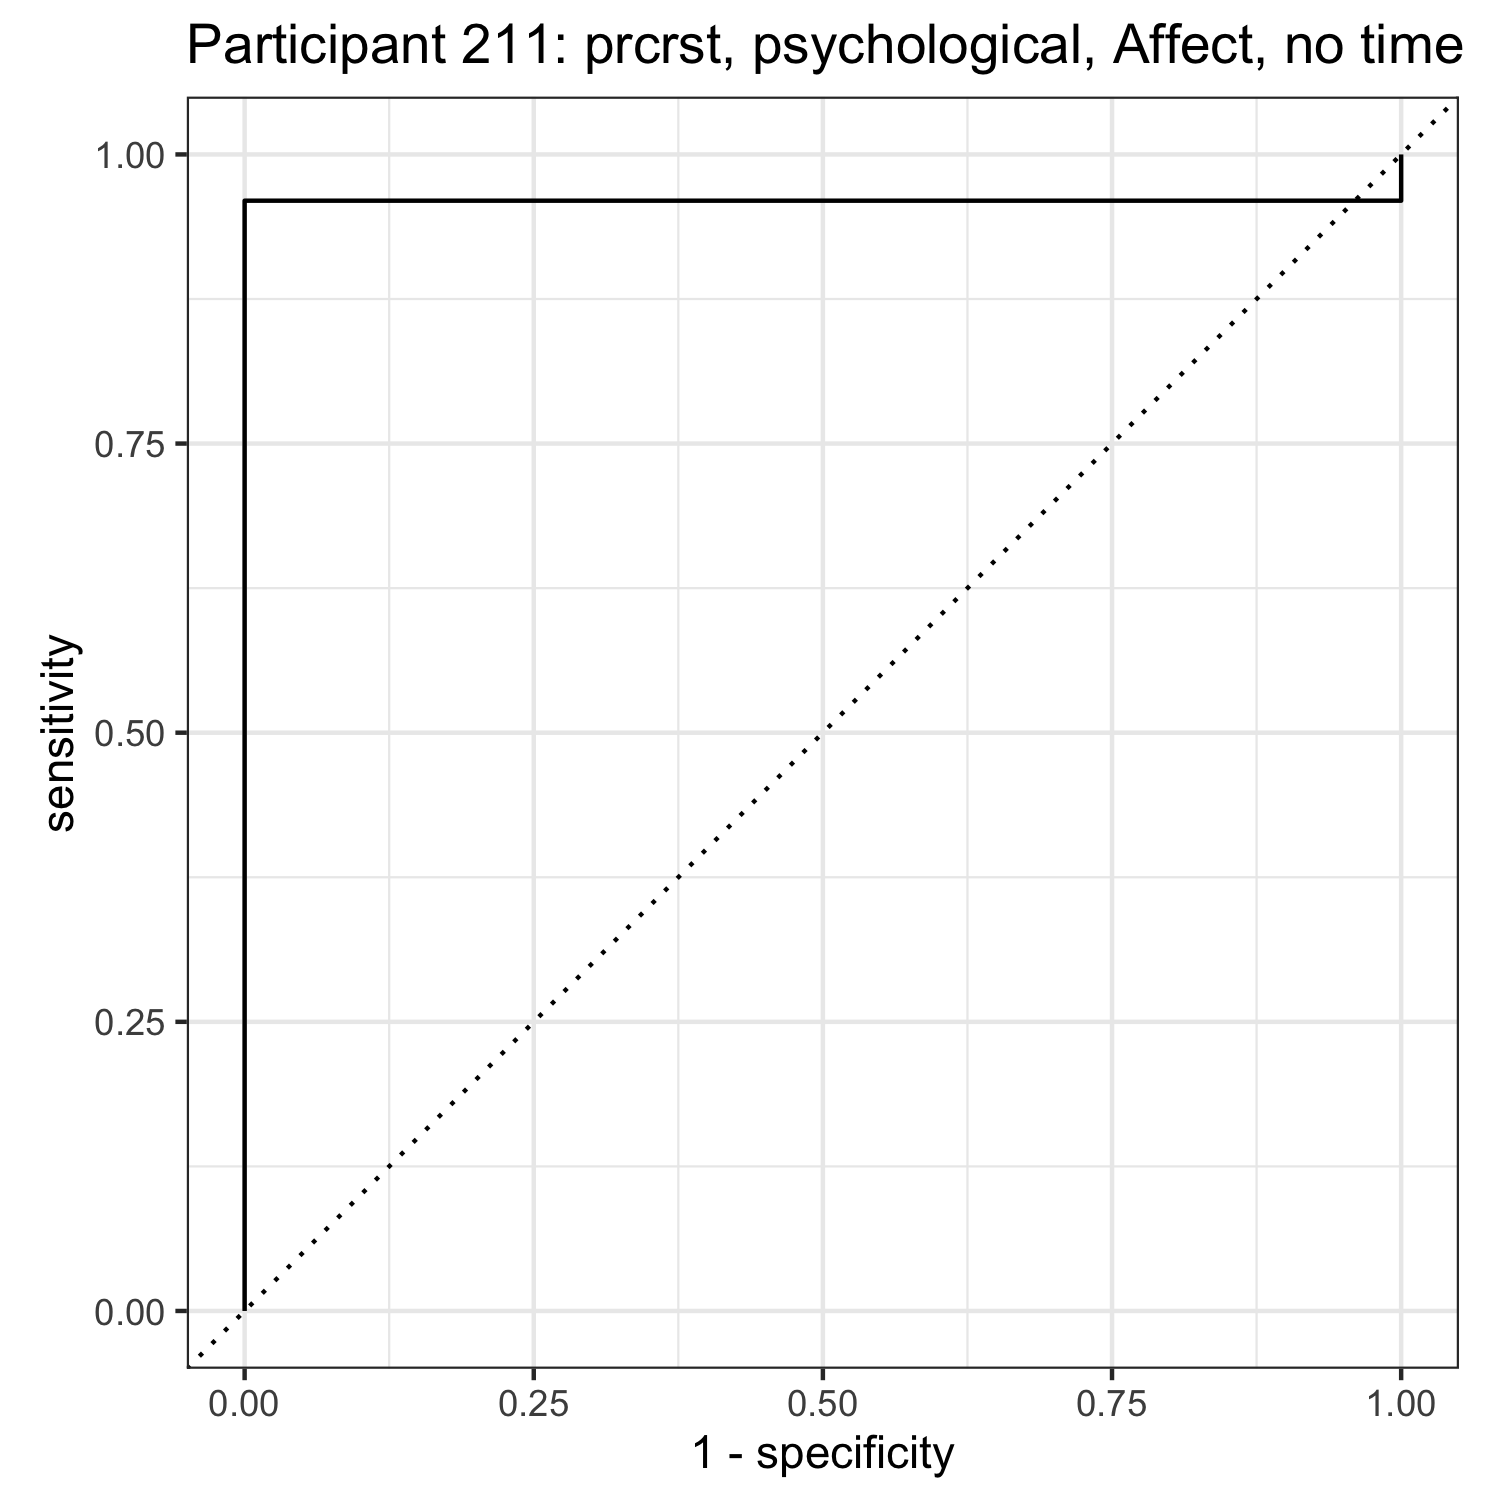 Participant 211: prcrst, psychological, Affect, no time
1.00
0.75
0.50
0.25
0.00
sensitivity
0.00 0.25 0.50 0.75 1.00
1 - specificity